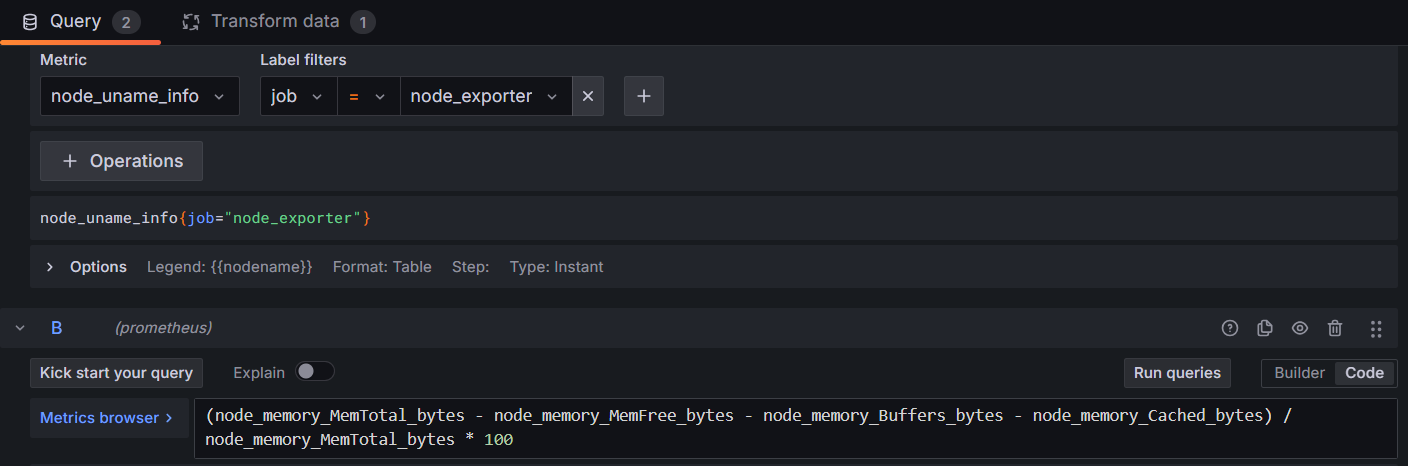 Query 2 Transform data 1
Metric Label filters
node_uname_info job = node_exporter
+ Operations
node_uname_info{job="node_exporter"}
Options Legend: {{nodename}} Format: Table Step: Type: Instant
B (prometheus)
Kick start your query Explain Run queries Builder Code
Metrics browser > (node_memory_MemTotal_bytes - node_memory_MemFree_bytes - node_memory_Buffers_bytes - node_memory_Cached_bytes) /
node_memory_MemTotal_bytes * 100